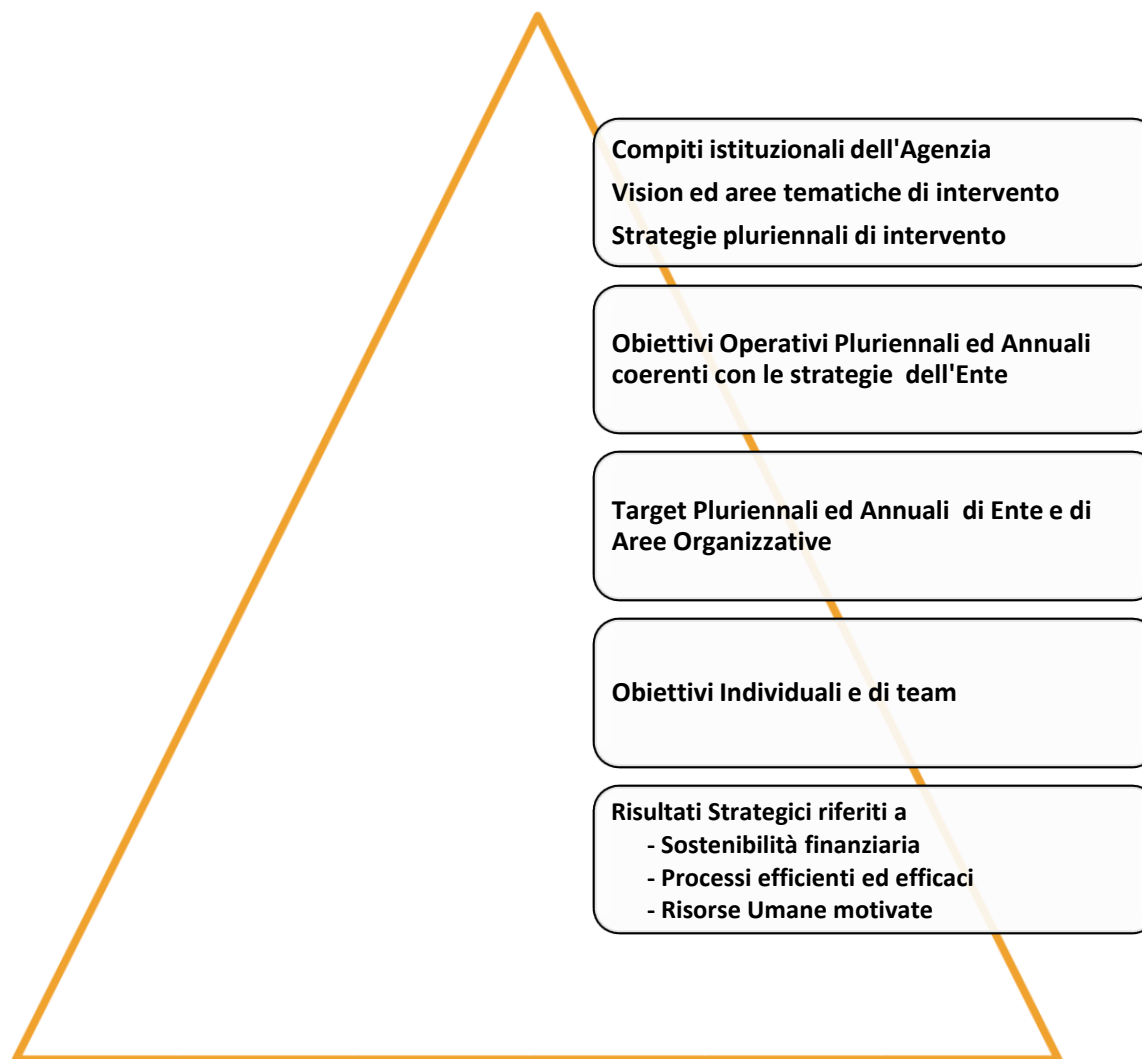 Compiti istituzionali dell'Agenzia
Vision ed aree tematiche di intervento
Strategie pluriennali di intervento
Obiettivi Operativi Pluriennali ed Annuali
coerenti con le strategie dell'Ente
Target Pluriennali ed Annuali di Ente e di
Aree Organizzative
Obiettivi Individuali e di team
Risultati Strategici riferiti a
- Sostenibilità finanziaria
- Processi efficienti ed efficaci
- Risorse Umane motivate